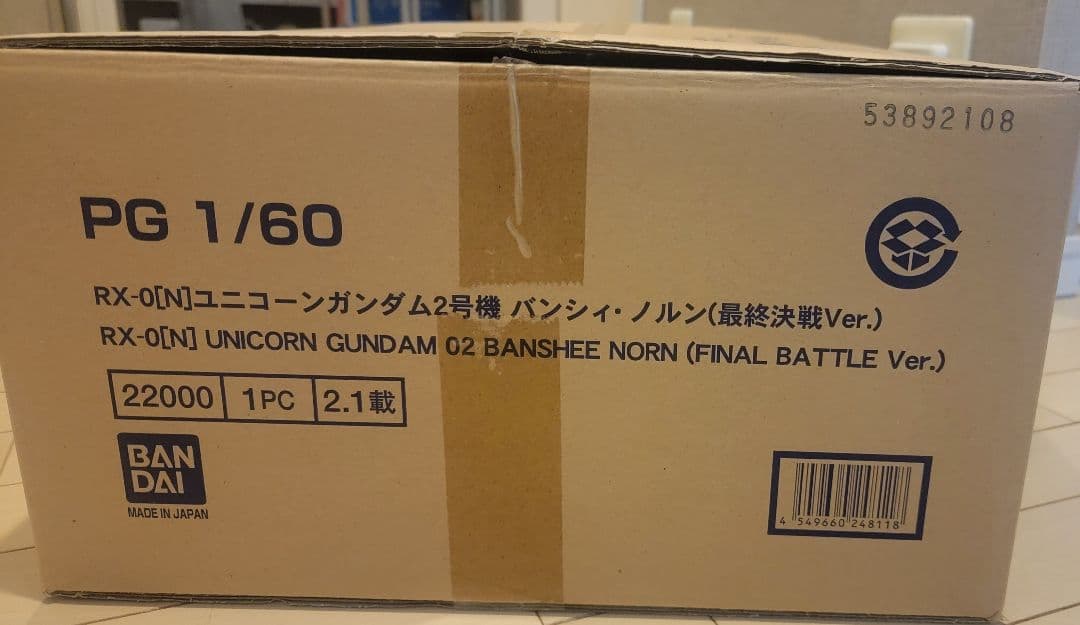 53892108
PG 1/60
RX-0[N]ユニコーンガンダム2号機 バンシィ・ノルン(最終決戦Ver.)
RX-0[N] UNICORN GUNDAM 02 BANSHEE NORN (FINAL BATTLE Ver.)
22000 1PC 2.1載
BAN
DAI
MADE IN JAPAN
4 549660 248118